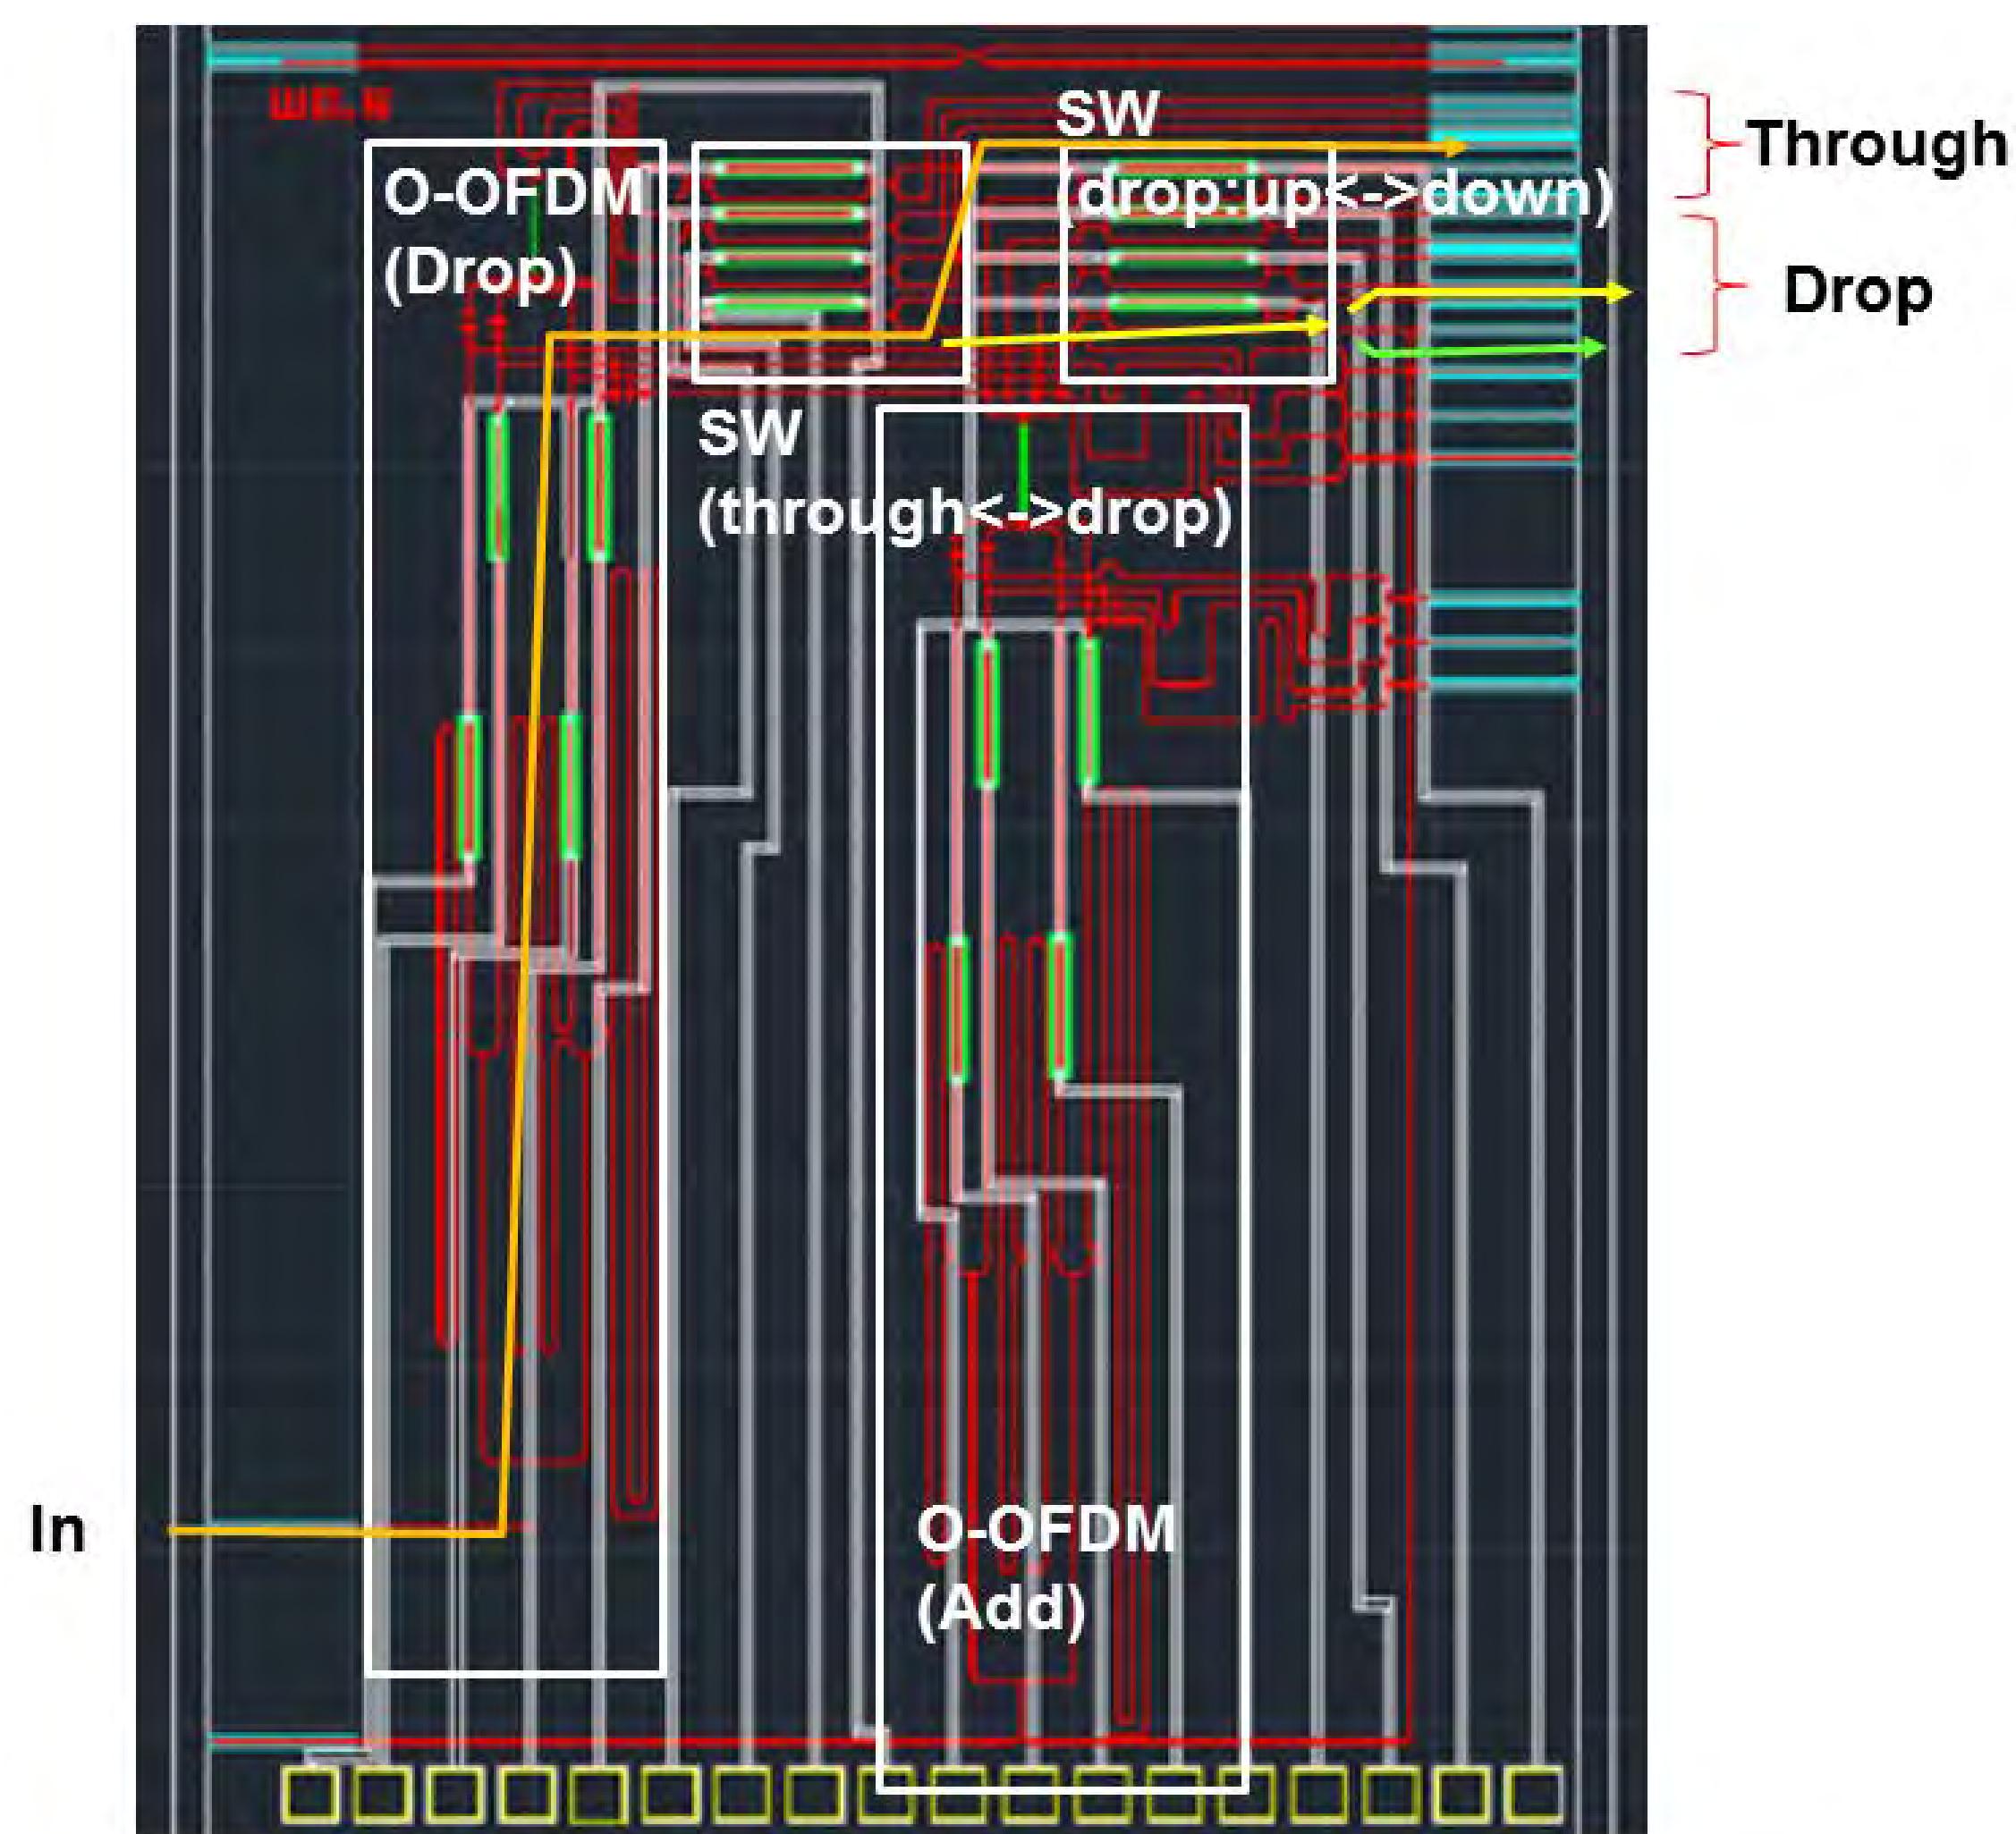 SW
(drop:up<->down)
Through
O-OFDM
(Drop)
Drop
SW
(through<->drop)
O-OFDM
(Add)
In